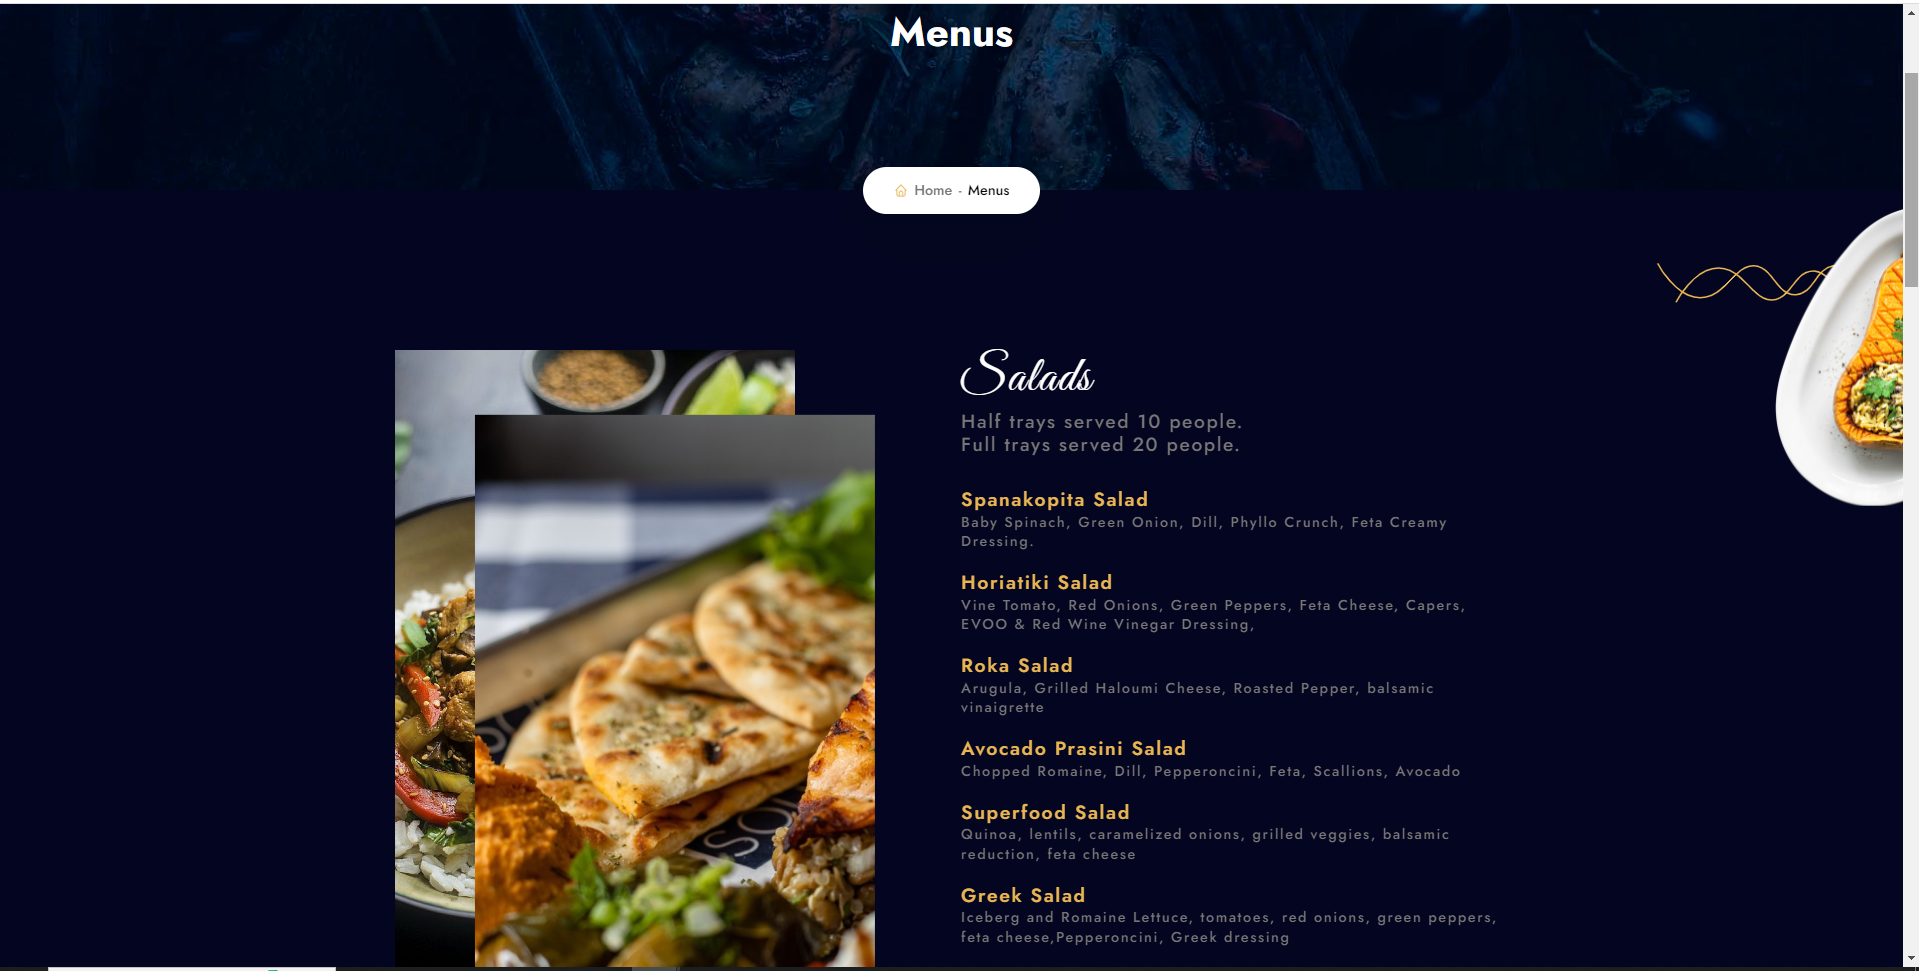 Menus
Home - Menus
Salads
Half trays served 10 people.
Full trays served 20 people.
Spanakopita Salad
Baby Spinach, Green Onion, Dill, Phyllo Crunch, Feta Creamy
Dressing.
Horiatiki Salad
Vine Tomato, Red Onions, Green Peppers, Feta Cheese, Capers,
EVOO & Red Wine Vinegar Dressing,
Roka Salad
Arugula, Grilled Haloumi Cheese, Roasted Pepper, balsamic
vinaigrette
Avocado Prasini Salad
Chopped Romaine, Dill, Pepperoncini, Feta, Scallions, Avocado
Superfood Salad
Quinoa, lentils, caramelized onions, grilled veggies, balsamic
reduction, feta cheese
Greek Salad
Iceberg and Romaine Lettuce, tomatoes, red onions, green peppers,
feta cheese,Pepperoncini, Greek dressing